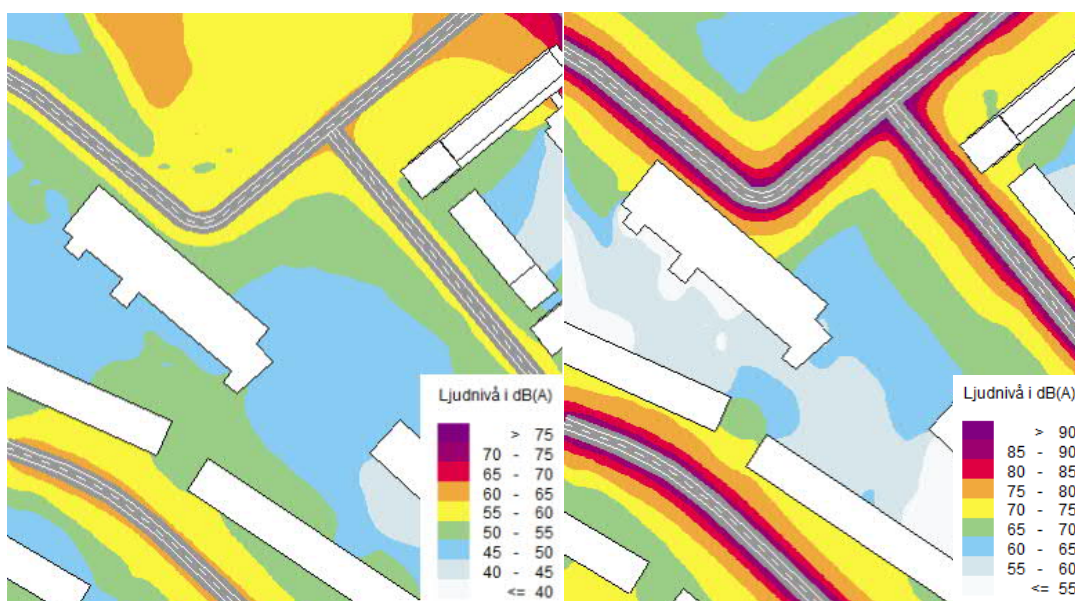 Ljudnivå i dB(A)
> 75
70 - 75
65 - 70
60 - 65
55 - 60
50 - 55
45 - 50
40 - 45
<= 40
Ljudnivå i dB(A)
> 90
85 - 90
80 - 85
75 - 80
70 - 75
65 - 70
60 - 65
55 - 60
<= 55